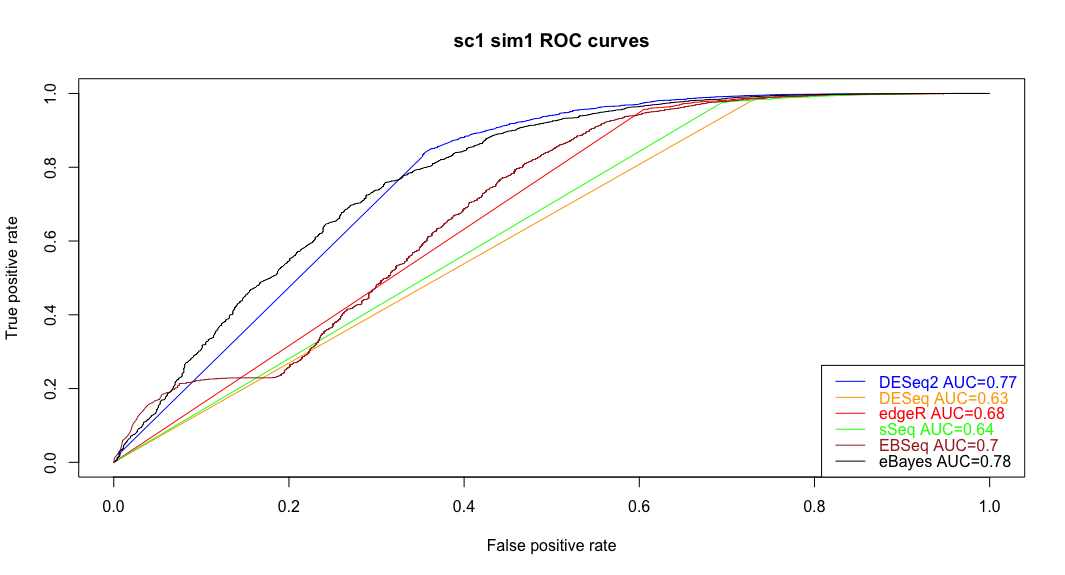 sc1 sim1 ROC curves
True positive rate
1.0
0.8
0.6
0.4
0.2
0.0
DESeq2 AUC=0.77
DESeq AUC=0.63
edgeR AUC=0.68
sSeq AUC=0.64
EBSeq AUC=0.7
eBayes AUC=0.78
0.0 0.2 0.4 0.6 0.8 1.0
False positive rate